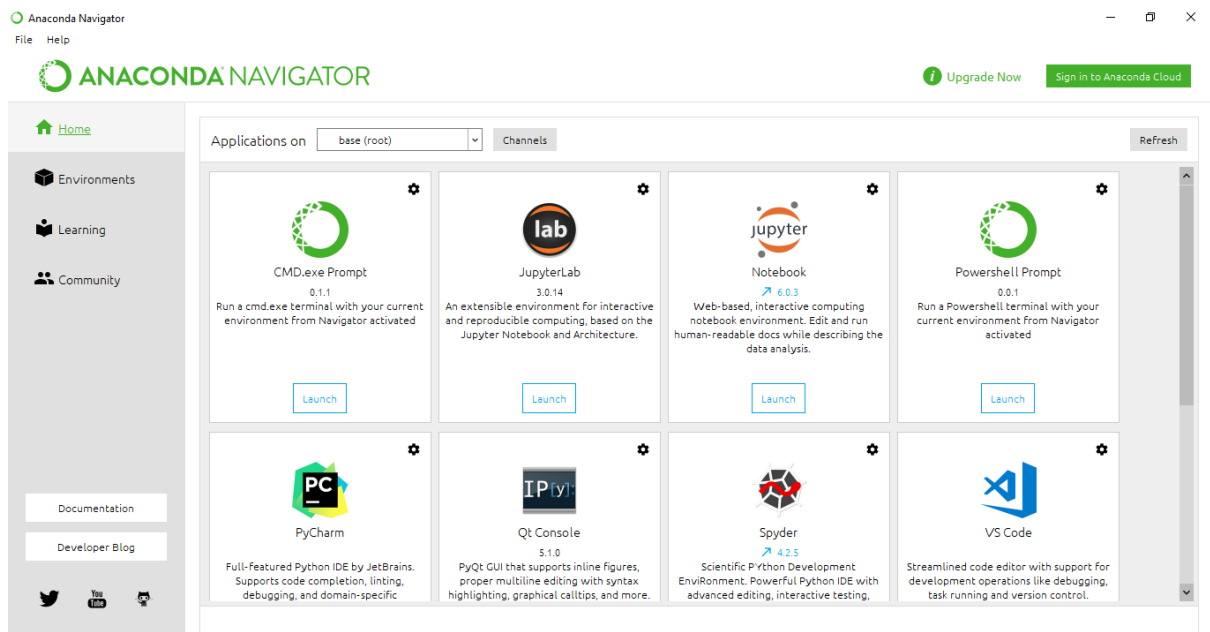 Anaconda Navigator
File Help
ANACONDA NAVIGATOR
i Upgrade Now
Sign in to Anaconda Cloud
Home
Environments
Learning
Community
Documentation
Developer Blog
You
Tube
Applications on base (root) Channels Refresh
CMD.exe Prompt
0.1.1
Run a cmd.exe terminal with your current
environment from Navigator activated
Launch
lab
JupyterLab
3.0.14
An extensible environment for interactive
and reproducible computing, based on the
Jupyter Notebook and Architecture.
Launch
jupyter
Notebook
6.0.3
Web-based, interactive computing
notebook environment. Edit and run
human-readable docs while describing the
data analysis.
Launch
Powershell Prompt
0.0.1
Run a Powershell terminal with your
current environment from Navigator
activated
Launch
PC
PyCharm
Full-featured Python IDE by JetBrains.
Supports code completion, linting,
debugging, and domain-specific
IP[y]:
Qt Console
5.1.0
PyQt GUI that supports inline figures,
proper multiline editing with syntax
highlighting, graphical calltips, and more.
Spyder
4.2.5
Scientific PYthon Development
EnviRonment. Powerful Python IDE with
advanced editing, interactive testing,
VS Code
Streamlined code editor with support for
development operations like debugging,
task running and version control.